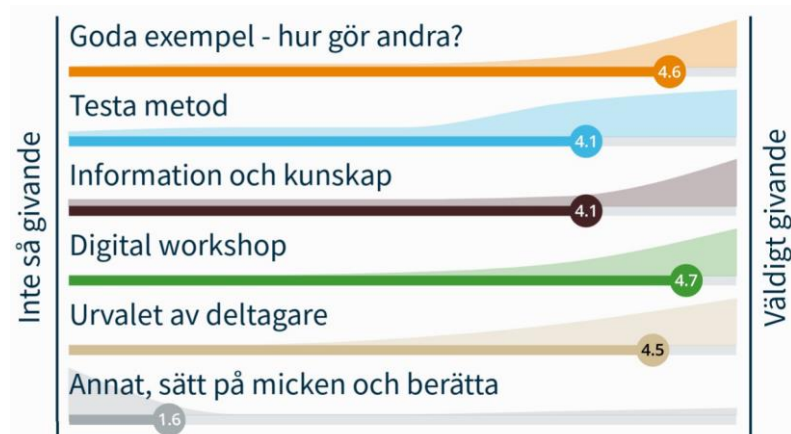 Inte så givande
Goda exempel - hur gör andra?
4.6
Testa metod
4.1
Information och kunskap
4.1
Digital workshop
4.7
Urvalet av deltagare
4.5
Annat, sätt på micken och berätta
1.6
Väldigt givande